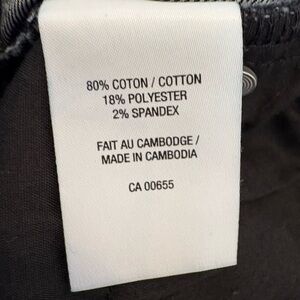 80% COTON / COTTON
18% POLYESTER
2% SPANDEX
FAIT AU CAMBODGE /
MADE IN CAMBODIA
CA 00655